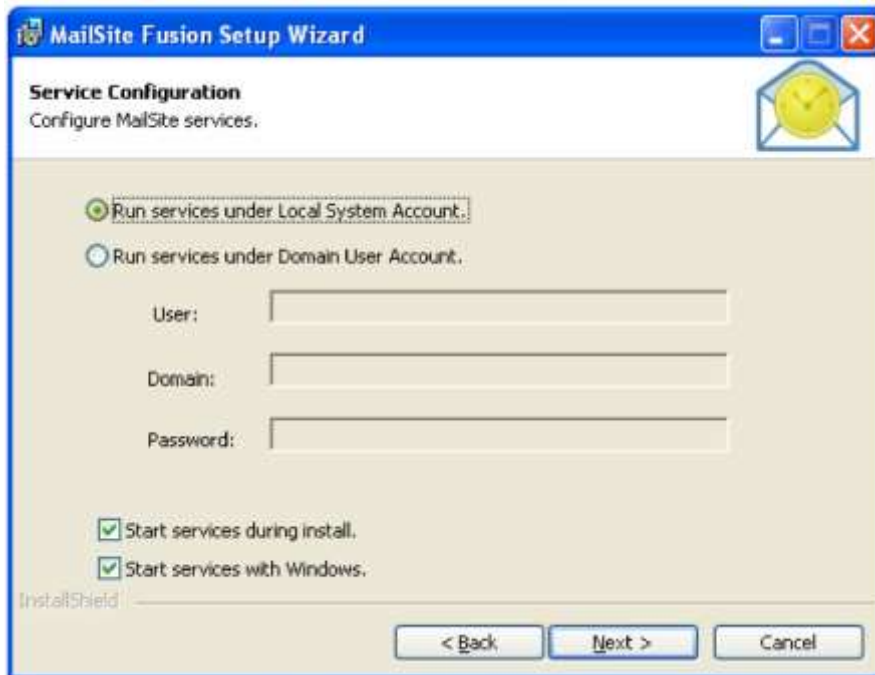 MailSite Fusion Setup Wizard
Service Configuration
Configure MailSite services.
Run services under Local System Account.
Run services under Domain User Account.
User:
Domain:
Password:
Start services during install.
Start services with Windows.
InstallShield
< Back Next > Cancel